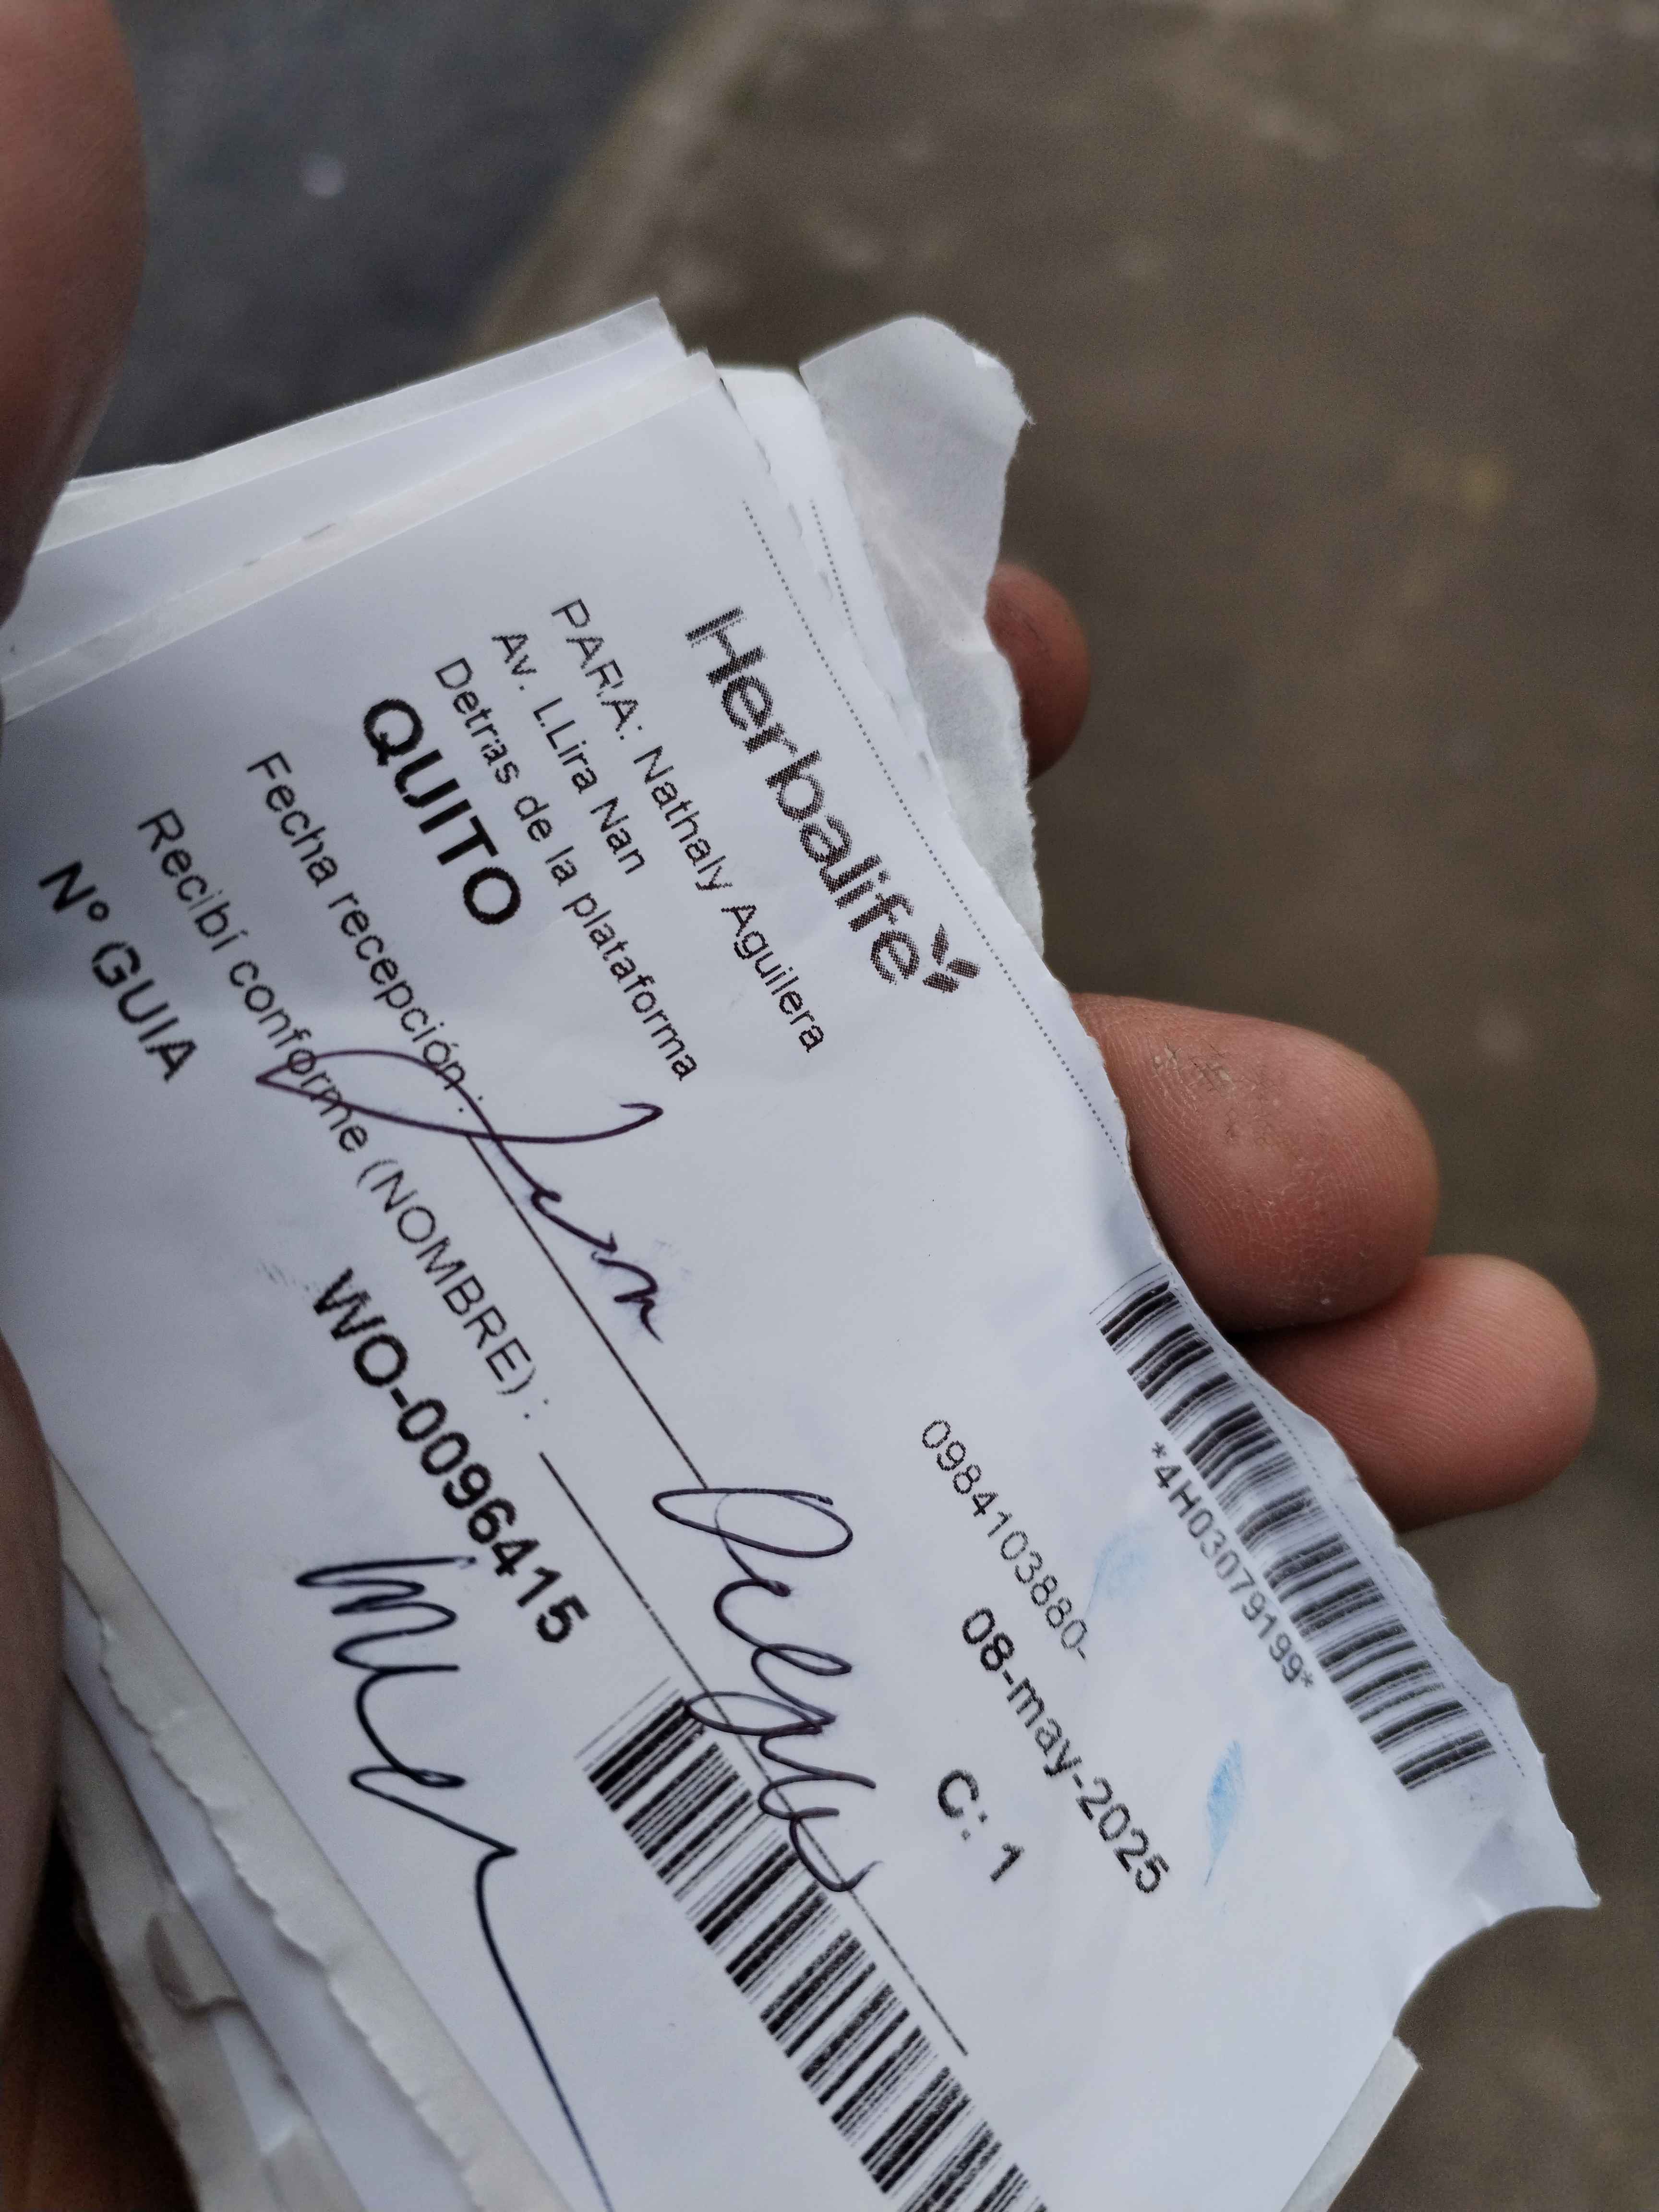 Herbalife
*4H03079199*
PARA: Nathaly Aguilera
0984103880-
Av. LLira Nan
08-may-2025
Detras de la plataforma
QUITO
C: 1
Fecha recepción :
Recibí conforme (NOMBRE) :
Nº GUIA
WO-0096415